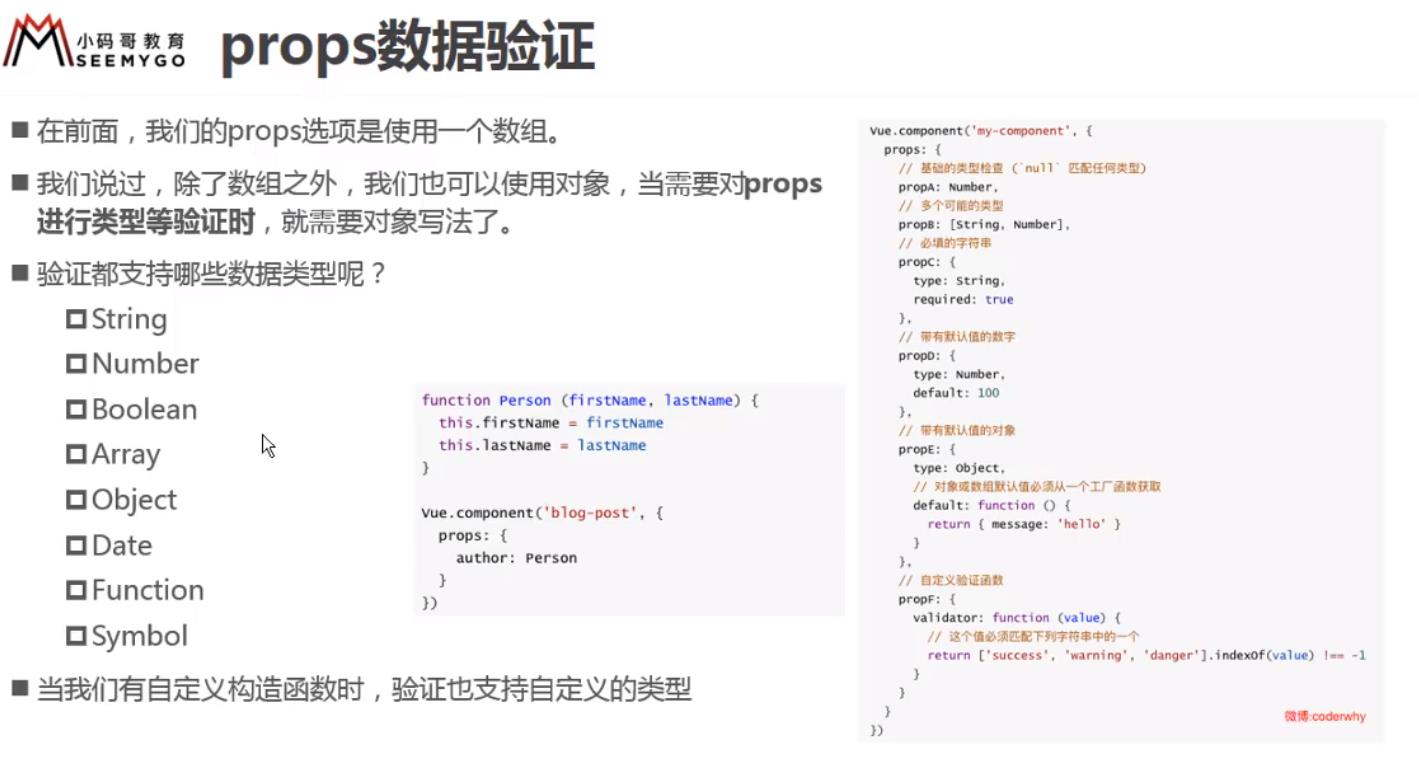 小码哥教育
SEEMYGO
props数据验证
在前面，我们的props选项是使用一个数组。
我们说过，除了数组之外，我们也可以使用对象，当需要对props
进行类型等验证时，就需要对象写法了。
验证都支持哪些数据类型呢？
String
Number
Boolean
Array
Object
Date
Function
Symbol
当我们有自定义构造函数时，验证也支持自定义的类型
function Person (firstName, lastName) {
  this.firstName = firstName
  this.lastName = lastName
}
Vue.component('blog-post', {
  props: {
    author: Person
  }
})
Vue.component('my-component', {
  props: {
    // 基础的类型检查 (`null` 匹配任何类型)
    propA: Number,
    // 多个可能的类型
    propB: [String, Number],
    // 必填的字符串
    propC: {
      type: String,
      required: true
    },
    // 带有默认值的数字
    propD: {
      type: Number,
      default: 100
    },
    // 带有默认值的对象
    propE: {
      type: Object,
      // 对象或数组默认值必须从一个工厂函数获取
      default: function () {
        return { message: 'hello' }
      }
    },
    // 自定义验证函数
    propF: {
      validator: function (value) {
        // 这个值必须匹配下列字符串中的一个
        return ['success', 'warning', 'danger'].indexOf(value) !== -1
      }
    }
  }
})
微博:coderwhy